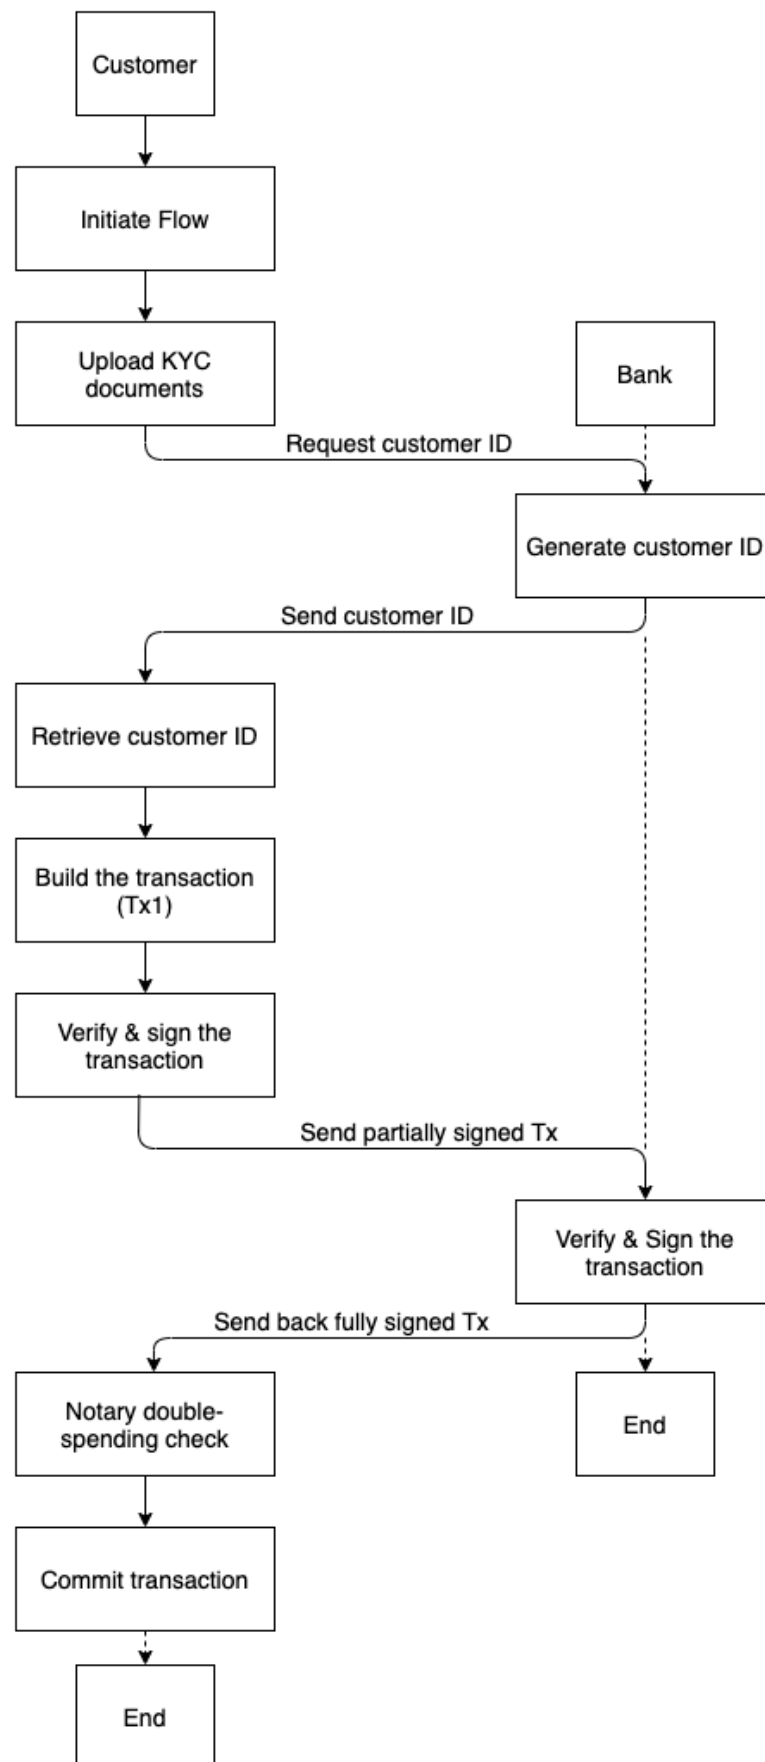 Customer
Initiate Flow
Upload KYC
documents
Bank
Request customer ID
Generate customer ID
Send customer ID
Retrieve customer ID
Build the transaction
(Tx1)
Verify & sign the
transaction
Send partially signed Tx
Verify & Sign the
transaction
Send back fully signed Tx
Notary double-
spending check
End
Commit transaction
End